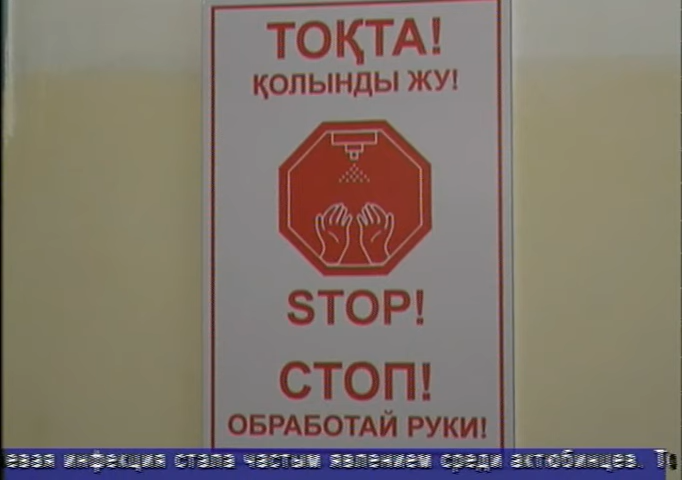 ТОҚТА!
ҚОЛЫНДЫ ЖУ!
STOP!
СТОП!
ОБРАБОТАЙ РУКИ!
инфекция стала частым явлением среди актюбинцев.